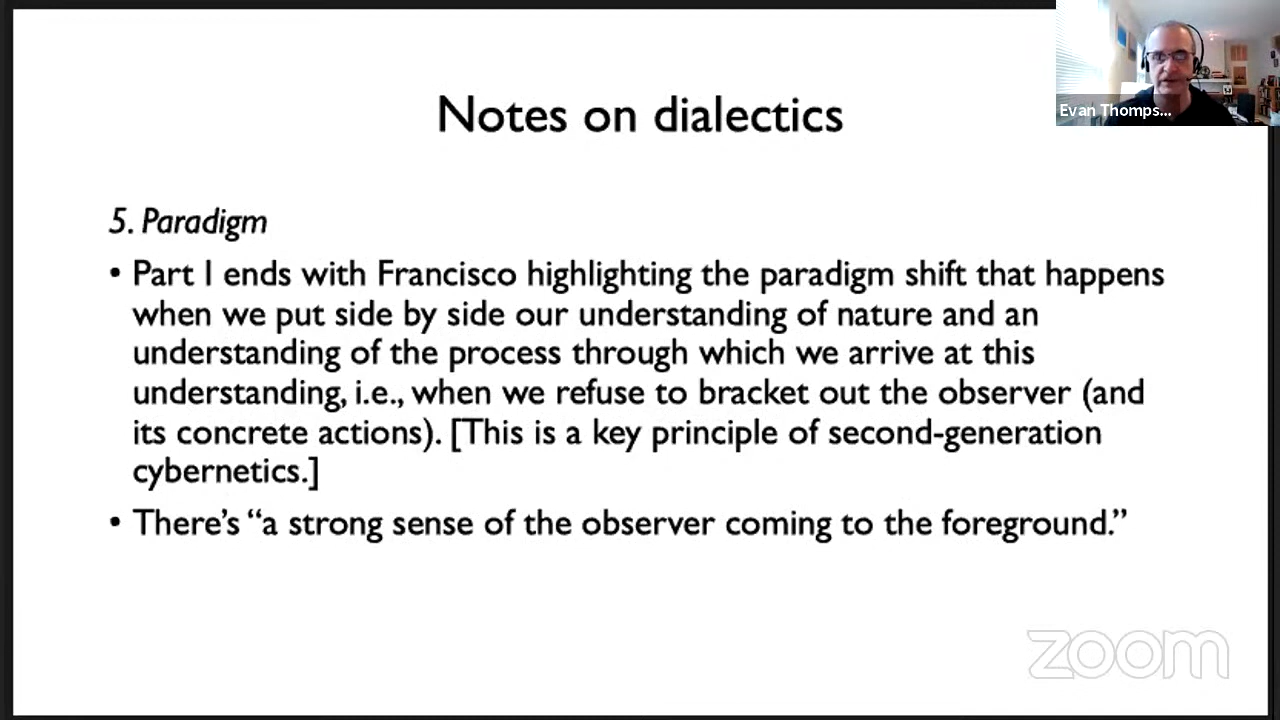 Notes on dialectics
Evan Thomps...
5. Paradigm
• Part I ends with Francisco highlighting the paradigm shift that happens
when we put side by side our understanding of nature and an
understanding of the process through which we arrive at this
understanding, i.e., when we refuse to bracket out the observer (and
its concrete actions). [This is a key principle of second-generation
cybernetics.]
• There’s “a strong sense of the observer coming to the foreground.”
zoom